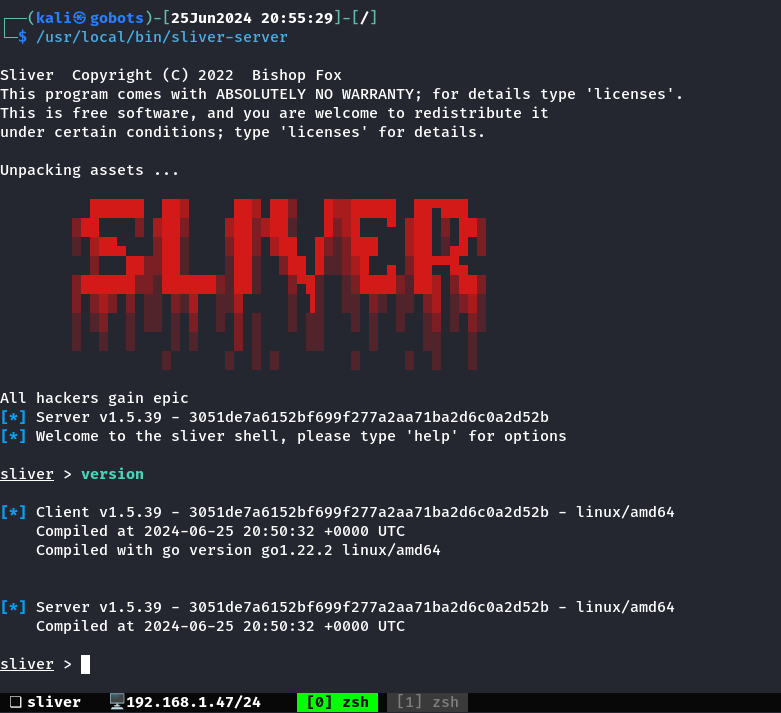 ┌──(kali㉿gobots)-[25Jun2024 20:55:29]-[/]
└─$ /usr/local/bin/sliver-server
Sliver  Copyright (C) 2022  Bishop Fox
This program comes with ABSOLUTELY NO WARRANTY; for details type 'licenses'.
This is free software, and you are welcome to redistribute it
under certain conditions; type 'licenses' for details.
Unpacking assets ...
SLIVER
All hackers gain epic
[*] Server v1.5.39 - 3051de7a6152bf699f277a2aa71ba2d6c0a2d52b
[*] Welcome to the sliver shell, please type 'help' for options
sliver > version
[*] Client v1.5.39 - 3051de7a6152bf699f277a2aa71ba2d6c0a2d52b - linux/amd64
Compiled at 2024-06-25 20:50:32 +0000 UTC
Compiled with go version go1.22.2 linux/amd64
[*] Server v1.5.39 - 3051de7a6152bf699f277a2aa71ba2d6c0a2d52b - linux/amd64
Compiled at 2024-06-25 20:50:32 +0000 UTC
sliver >
❏ sliver 🖥️192.168.1.47/24 [0] zsh [1] zsh